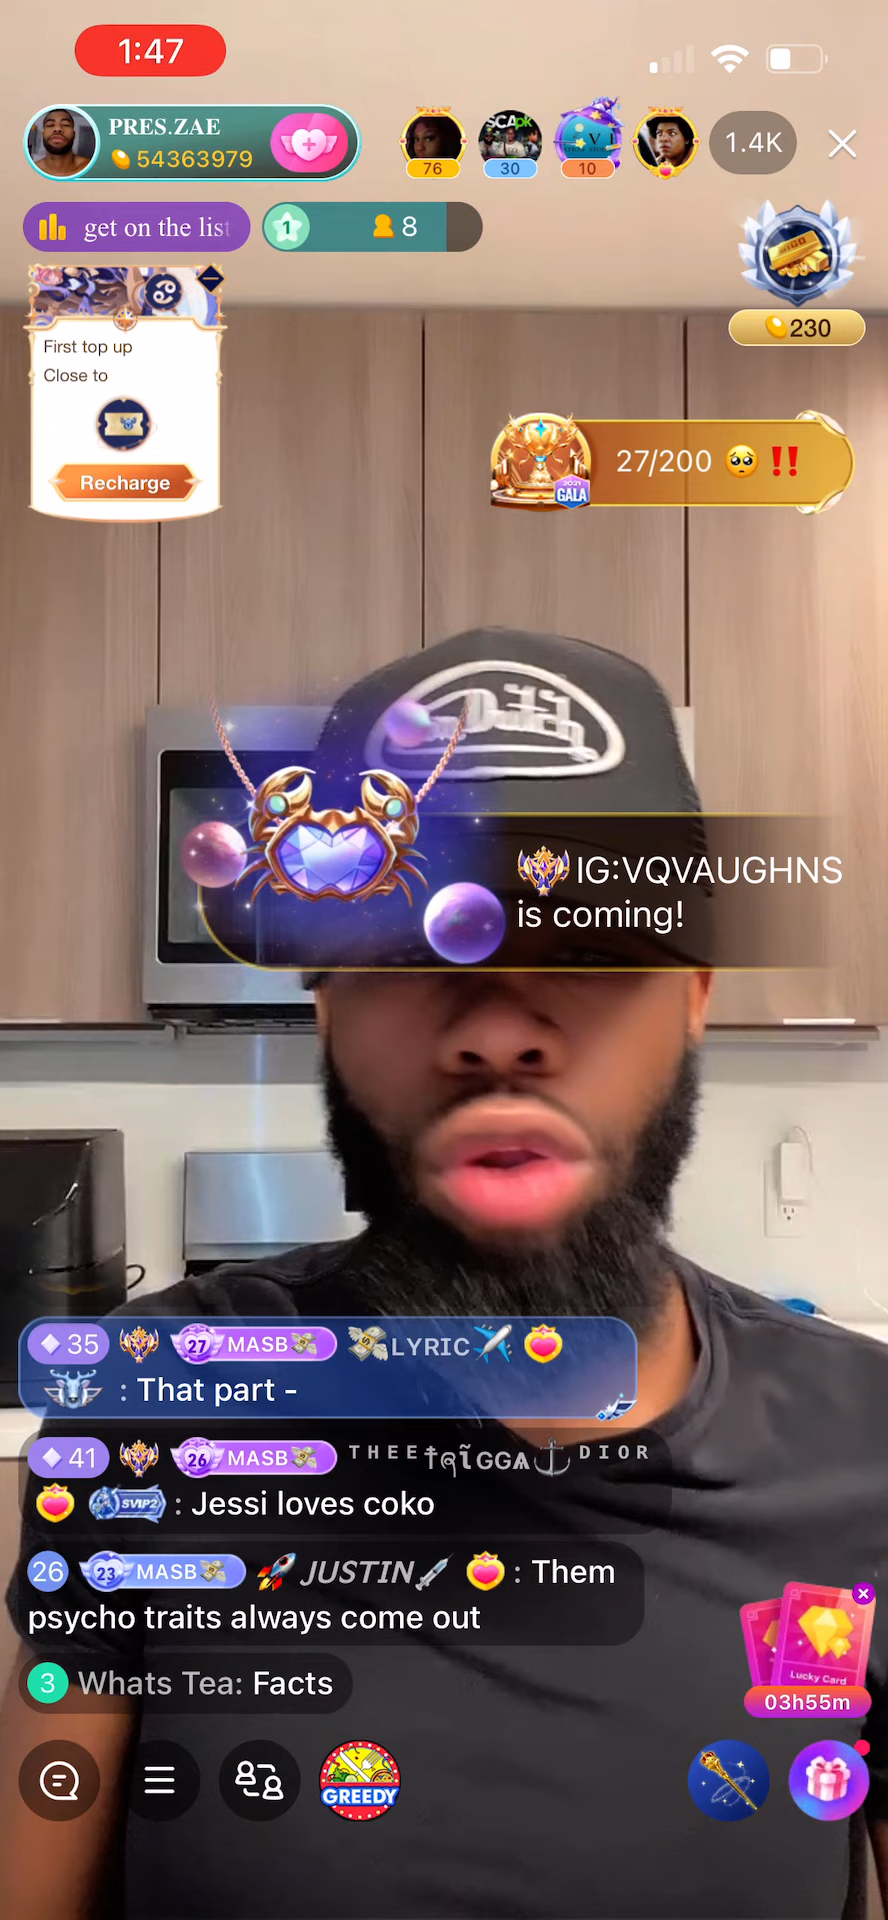 1:47
PRES.ZAE
54363979
76
30
10
1.4K
get on the list
1
8
230
First top up
Close to
Recharge
27/200 🥺 ‼️
2021
GALA
IG:VQVAUGHNS
is coming!
35 27 MASB💸 💸LYRIC✈️
: That part -
41 26 MASB💸 ᵀᴴᴱᴱ ⚓ ᴰᴵᴼᴿ
SVIP2 : Jessi loves coko
26 23 MASB💸 🚀JUSTIN💉 : Them
psycho traits always come out
3 Whats Tea: Facts
Lucky Card
03h55m
GREEDY